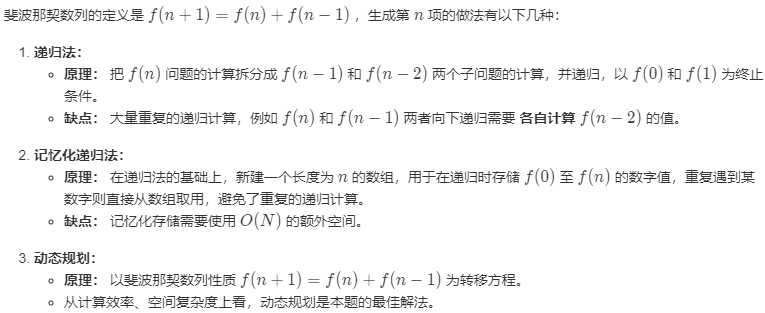 斐波那契数列的定义是 f(n + 1) = f(n) + f(n − 1) ，生成第 n 项的做法有以下几种：
1. 递归法：
◦ 原理： 把 f(n) 问题的计算拆分成 f(n − 1) 和 f(n − 2) 两个子问题的计算，并递归，以 f(0) 和 f(1) 为终止
条件。
◦ 缺点： 大量重复的递归计算，例如 f(n) 和 f(n − 1) 两者向下递归需要 各自计算 f(n − 2) 的值。
2. 记忆化递归法：
◦ 原理： 在递归法的基础上，新建一个长度为 n 的数组，用于在递归时存储 f(0) 至 f(n) 的数字值，重复遇到某
数字则直接从数组取用，避免了重复的递归计算。
◦ 缺点： 记忆化存储需要使用 O(N) 的额外空间。
3. 动态规划：
◦ 原理： 以斐波那契数列性质 f(n + 1) = f(n) + f(n − 1) 为转移方程。
◦ 从计算效率、空间复杂度上看，动态规划是本题的最佳解法。